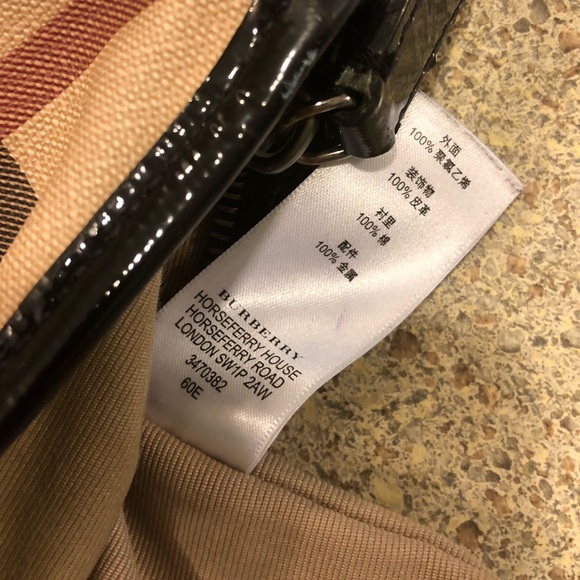 外面
100% 聚氯乙烯
装饰物
100% 皮革
衬里
100% 棉
配件
100% 金属
BURBERRY
HORSEFERRY HOUSE
HORSEFERRY ROAD
LONDON SW1P 2AW
3470382
60E